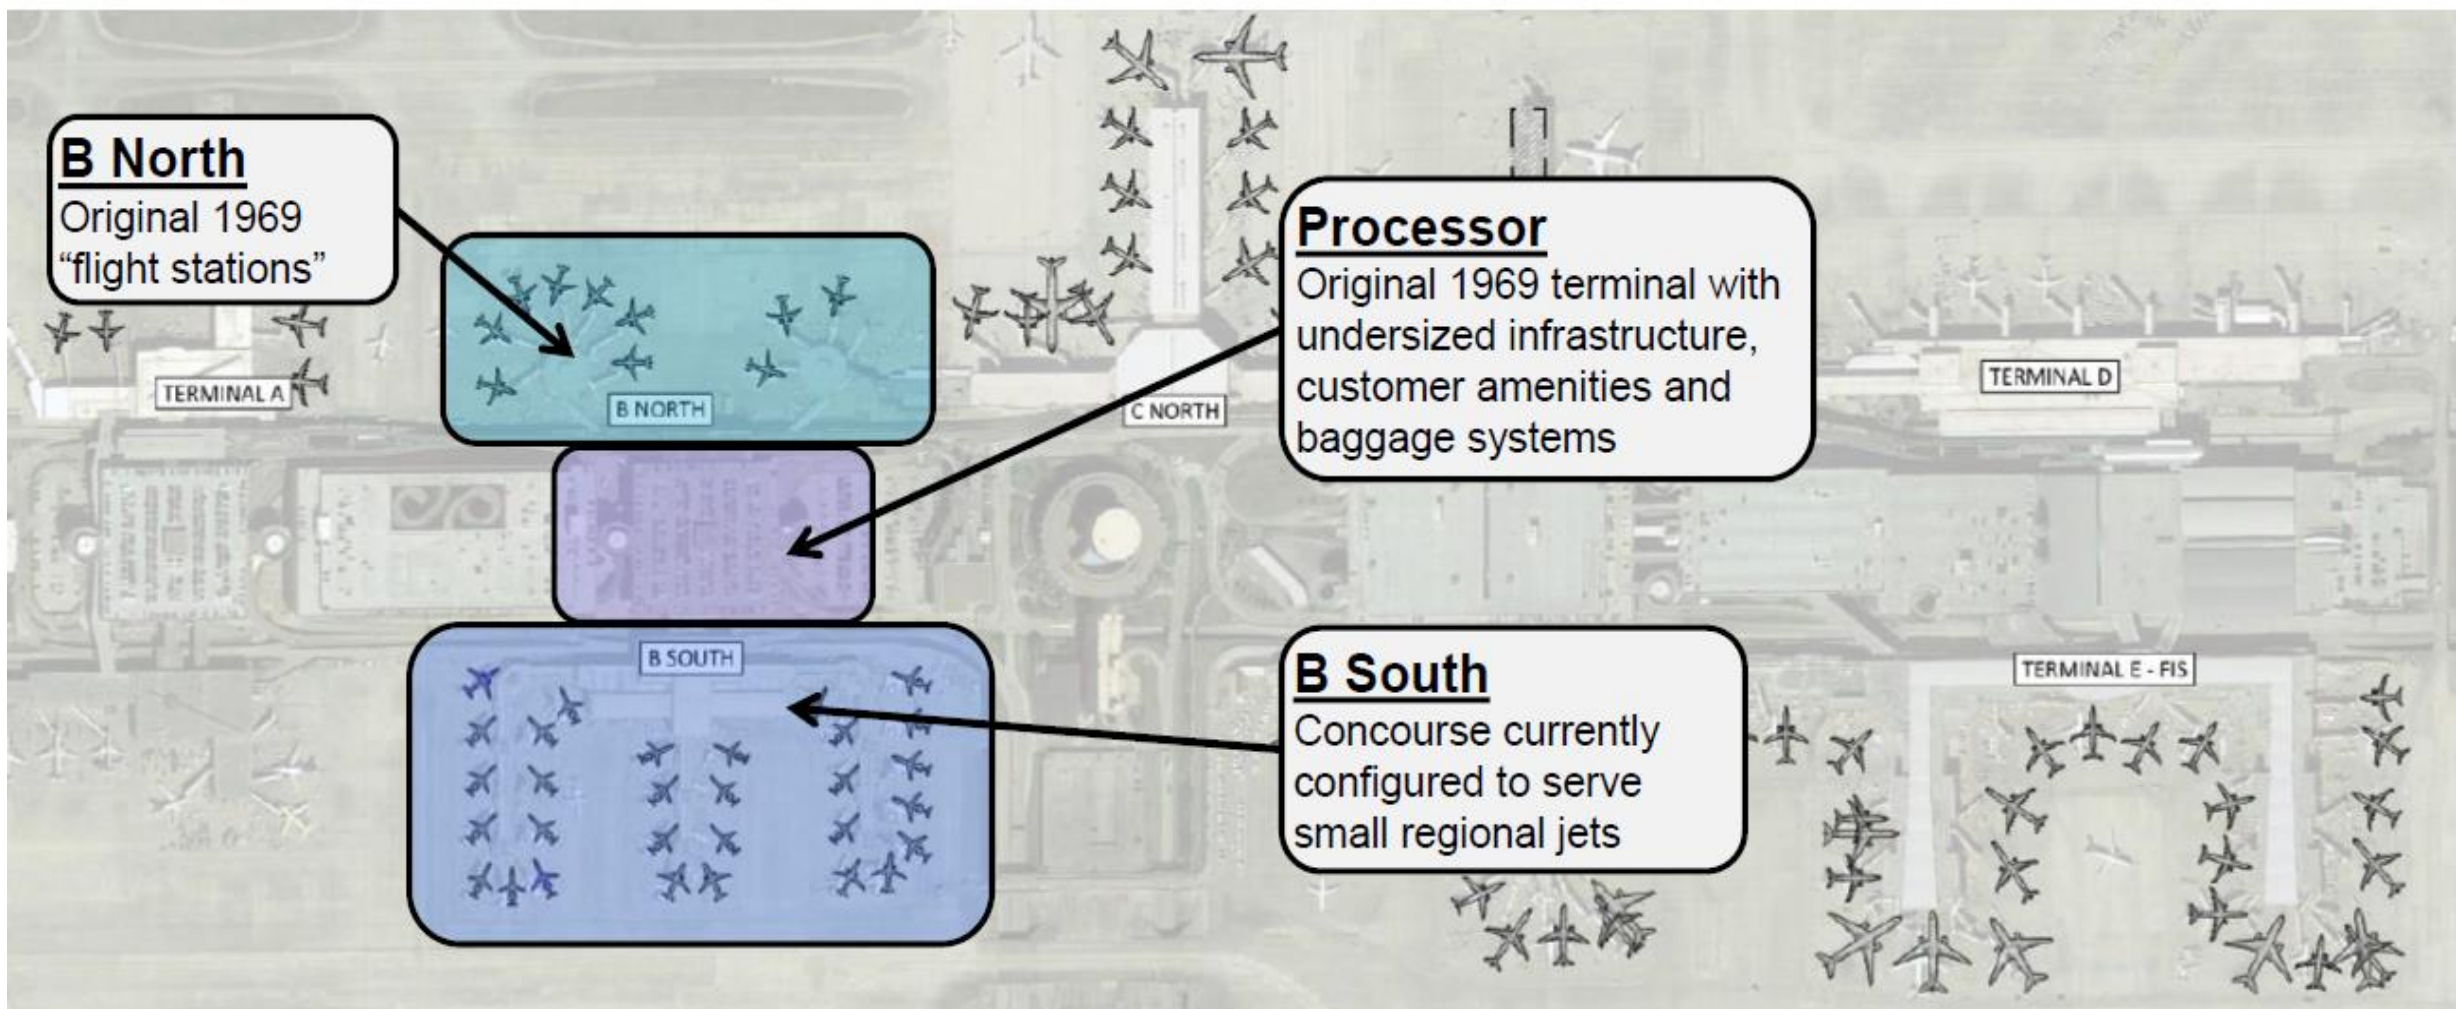 B North
Original 1969
“flight stations”
Processor
Original 1969 terminal with
undersized infrastructure,
customer amenities and
baggage systems
TERMINAL A
B NORTH
C NORTH
TERMINAL D
B SOUTH
TERMINAL E - FIS
B South
Concourse currently
configured to serve
small regional jets